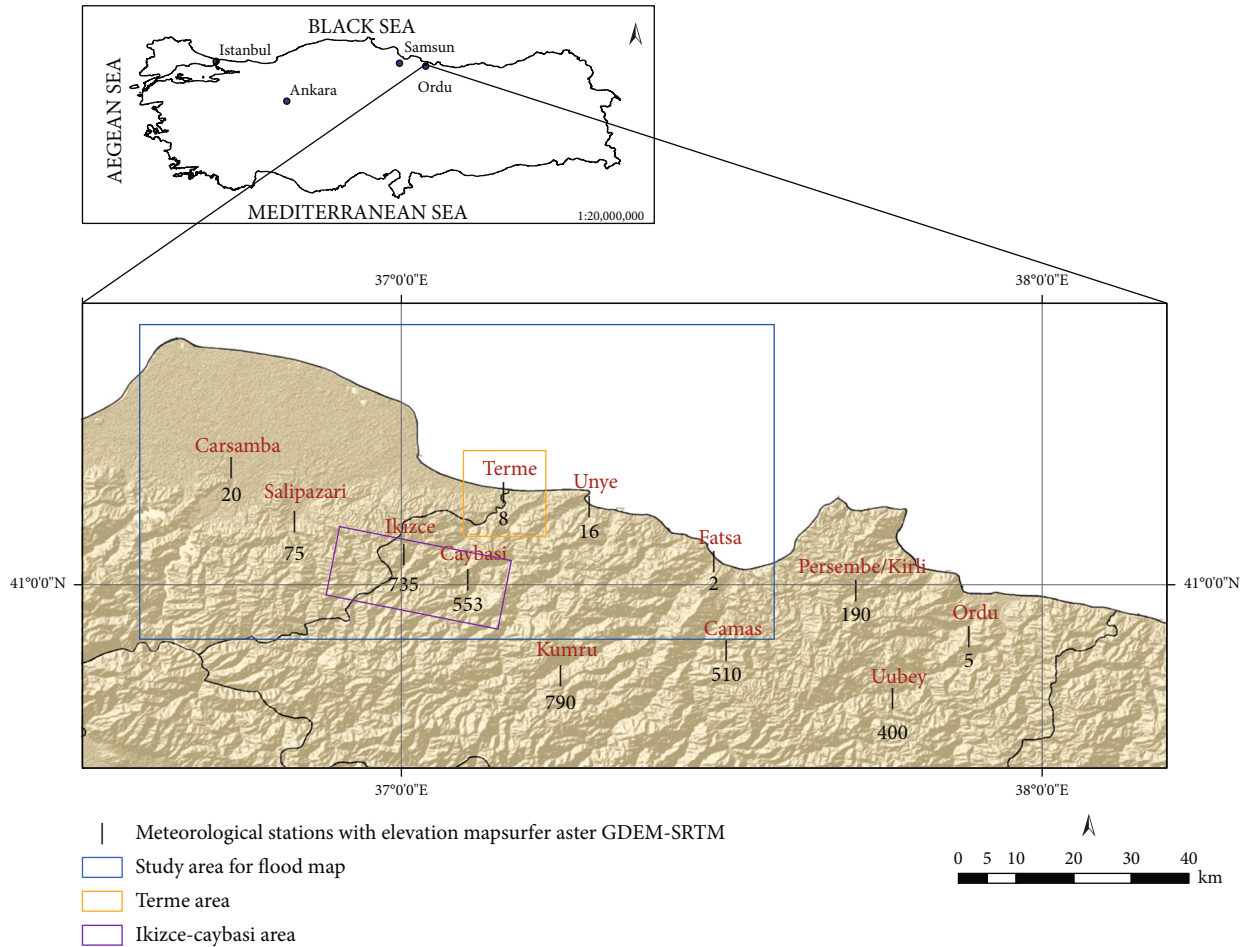 BLACK SEA
Istanbul
Samsun
AEGEAN SEA
Ankara
Ordu
MEDITERRANEAN SEA
1:20,000,000
37°0'0"E
38°0'0"E
Carsamba
20
Salipazari
75
Terme
8
Unye
16
Ikizce
735
Caybasi
553
Fatsa
2
Persembe/Kirli
190
41°0'0"N
41°0'0"N
Ordu
5
Camas
510
Kumru
790
Uubey
400
37°0'0"E
38°0'0"E
Meteorological stations with elevation mapsurfer aster GDEM-SRTM
Study area for flood map
Terme area
Ikizce-caybasi area
0 5 10 20 30 40
km